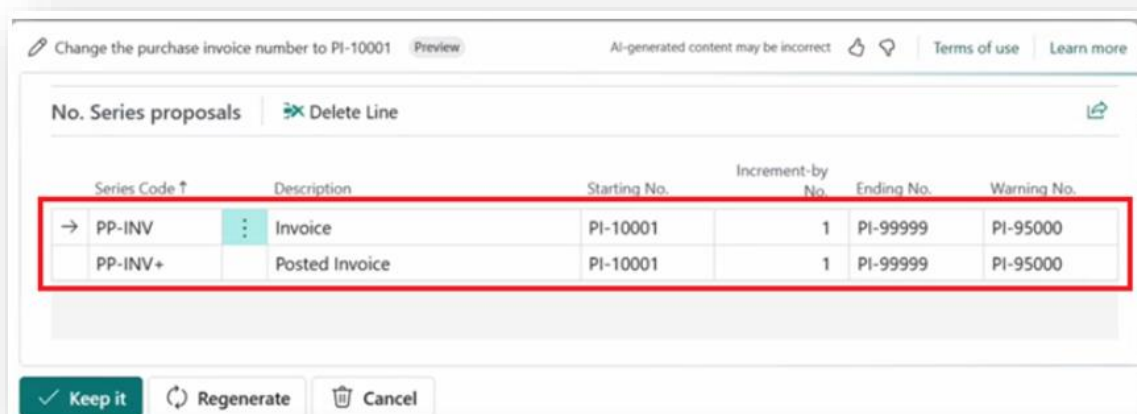 Change the purchase invoice number to PI-10001 Preview AI-generated content may be incorrect Terms of use Learn more
No. Series proposals Delete Line
Series Code ↑ Description Starting No. Increment-by No. Ending No. Warning No.
→ PP-INV Invoice PI-10001 1 PI-99999 PI-95000
PP-INV+ Posted Invoice PI-10001 1 PI-99999 PI-95000
Keep it Regenerate Cancel